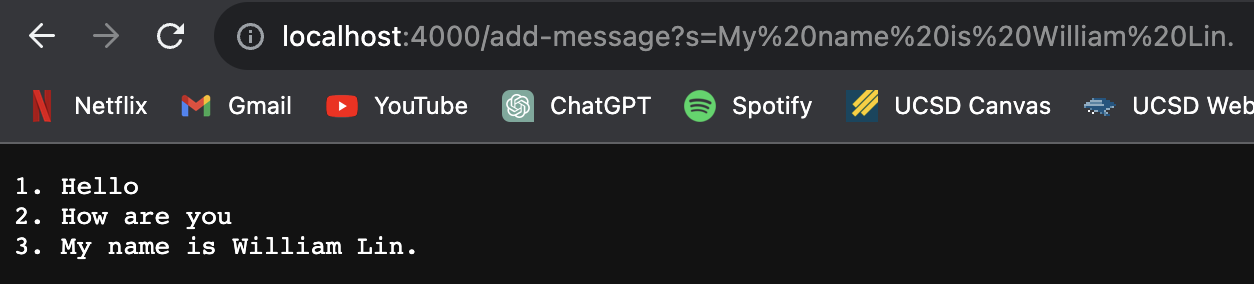 localhost:4000/add-message?s=My%20name%20is%20William%20Lin.
Netflix Gmail YouTube ChatGPT Spotify UCSD Canvas UCSD Web
1. Hello
2. How are you
3. My name is William Lin.